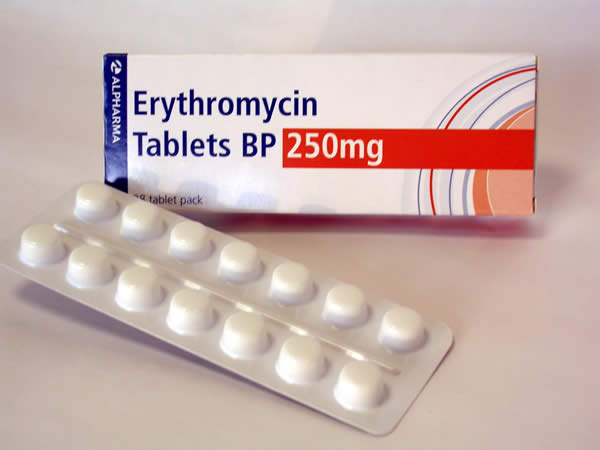 ALPHARMA
Erythromycin
Tablets BP 250mg
28 tablet pack